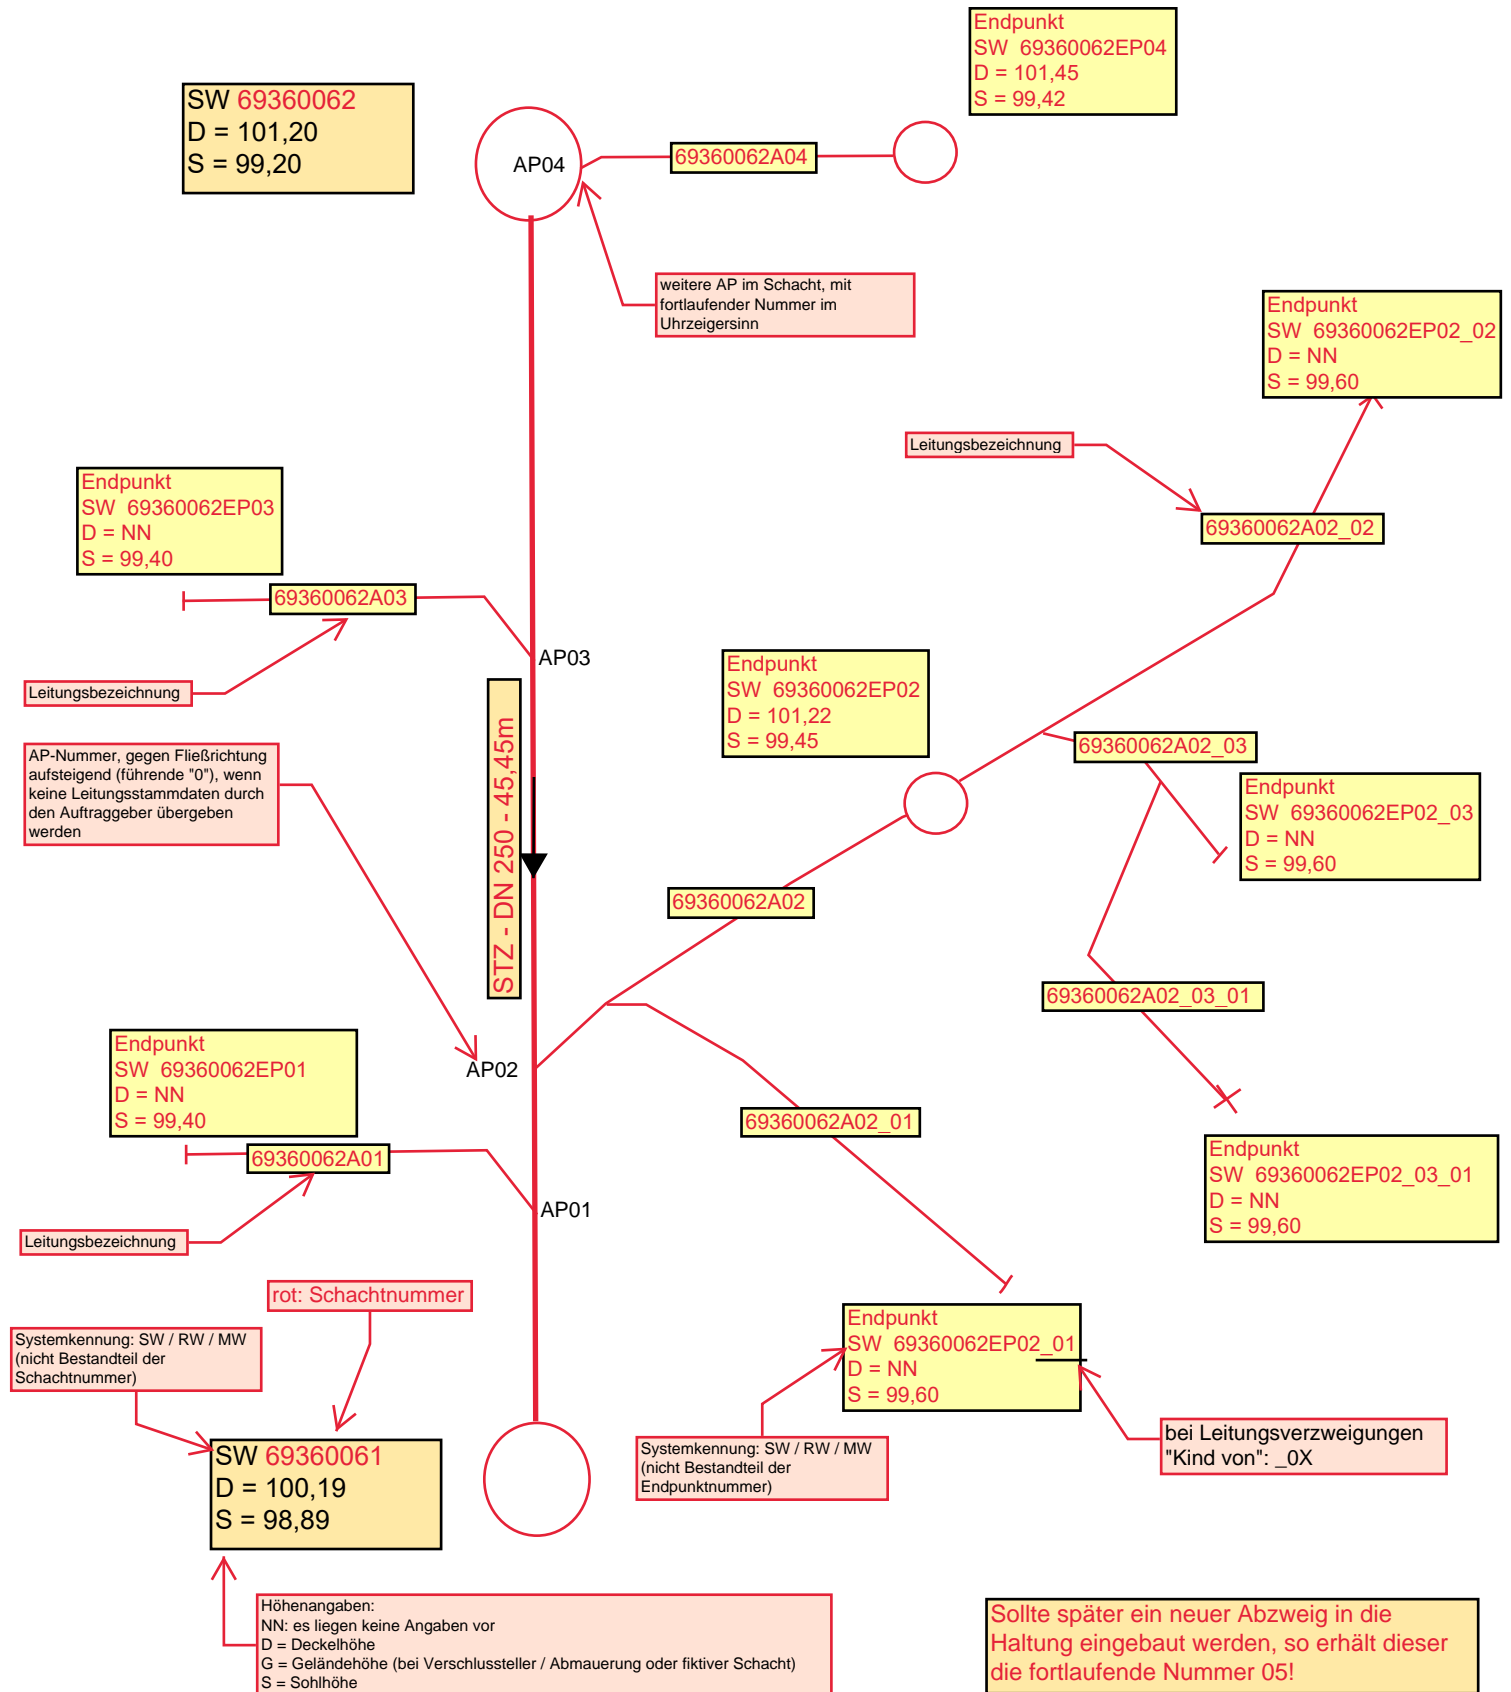 Endpunkt
SW 69360062EP04
D = 101,45
S = 99,42
SW 69360062
D = 101,20
S = 99,20
AP04
69360062A04
weitere AP im Schacht, mit
fortlaufender Nummer im
Uhrzeigersinn
Endpunkt
SW 69360062EP02_02
D = NN
S = 99,60
Leitungsbezeichnung
69360062A02_02
Endpunkt
SW 69360062EP03
D = NN
S = 99,40
69360062A03
AP03
Leitungsbezeichnung
Endpunkt
SW 69360062EP02
D = 101,22
S = 99,45
69360062A02_03
AP-Nummer, gegen Fließrichtung
aufsteigend (führende "0"), wenn
keine Leitungsstammdaten durch
den Auftraggeber übergeben
werden
STZ - DN 250 - 45,45m
Endpunkt
SW 69360062EP02_03
D = NN
S = 99,60
69360062A02
69360062A02_03_01
AP02
Endpunkt
SW 69360062EP01
D = NN
S = 99,40
69360062A01
69360062A02_01
Endpunkt
SW 69360062EP02_03_01
D = NN
S = 99,60
AP01
Leitungsbezeichnung
rot: Schachtnummer
Systemkennung: SW / RW / MW
(nicht Bestandteil der
Schachtnummer)
Endpunkt
SW 69360062EP02_01
D = NN
S = 99,60
SW 69360061
D = 100,19
S = 98,89
Systemkennung: SW / RW / MW
(nicht Bestandteil der
Endpunktnummer)
bei Leitungsverzweigungen
"Kind von": _0X
Höhenangaben:
NN: es liegen keine Angaben vor
D = Deckelhöhe
G = Geländehöhe (bei Verschlussteller / Abmauerung oder fiktiver Schacht)
S = Sohlhöhe
Sollte später ein neuer Abzweig in die
Haltung eingebaut werden, so erhält dieser
die fortlaufende Nummer 05!